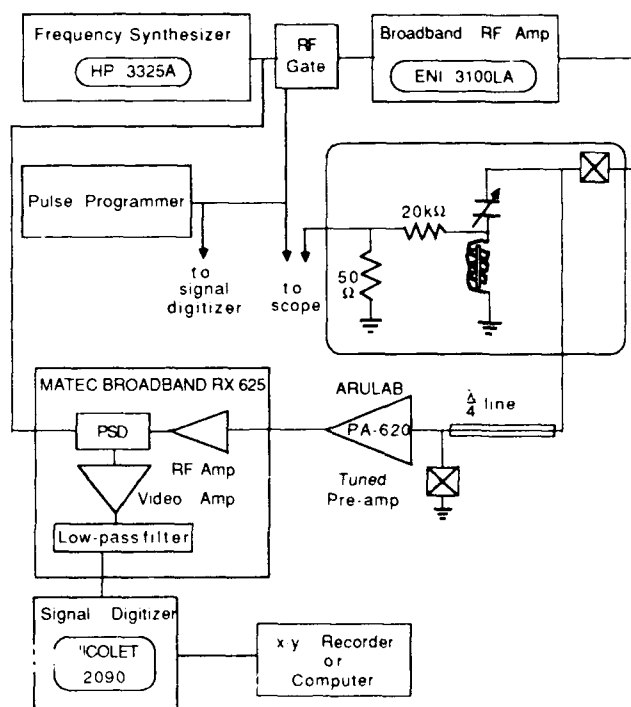 Frequency Synthesizer
HP 3325A
RF
Gate
Broadband RF Amp
ENI 3100LA
Pulse Programmer
to
signal
digitizer
to
scope
20kΩ
50
Ω
MATEC BROADBAND RX 625
PSD
RF Amp
Video Amp
Low-pass filter
ARULAB
PA-620
Tuned
Pre-amp
λ/4 line
Signal Digitizer
ICOLET
2090
x-y Recorder
or
Computer